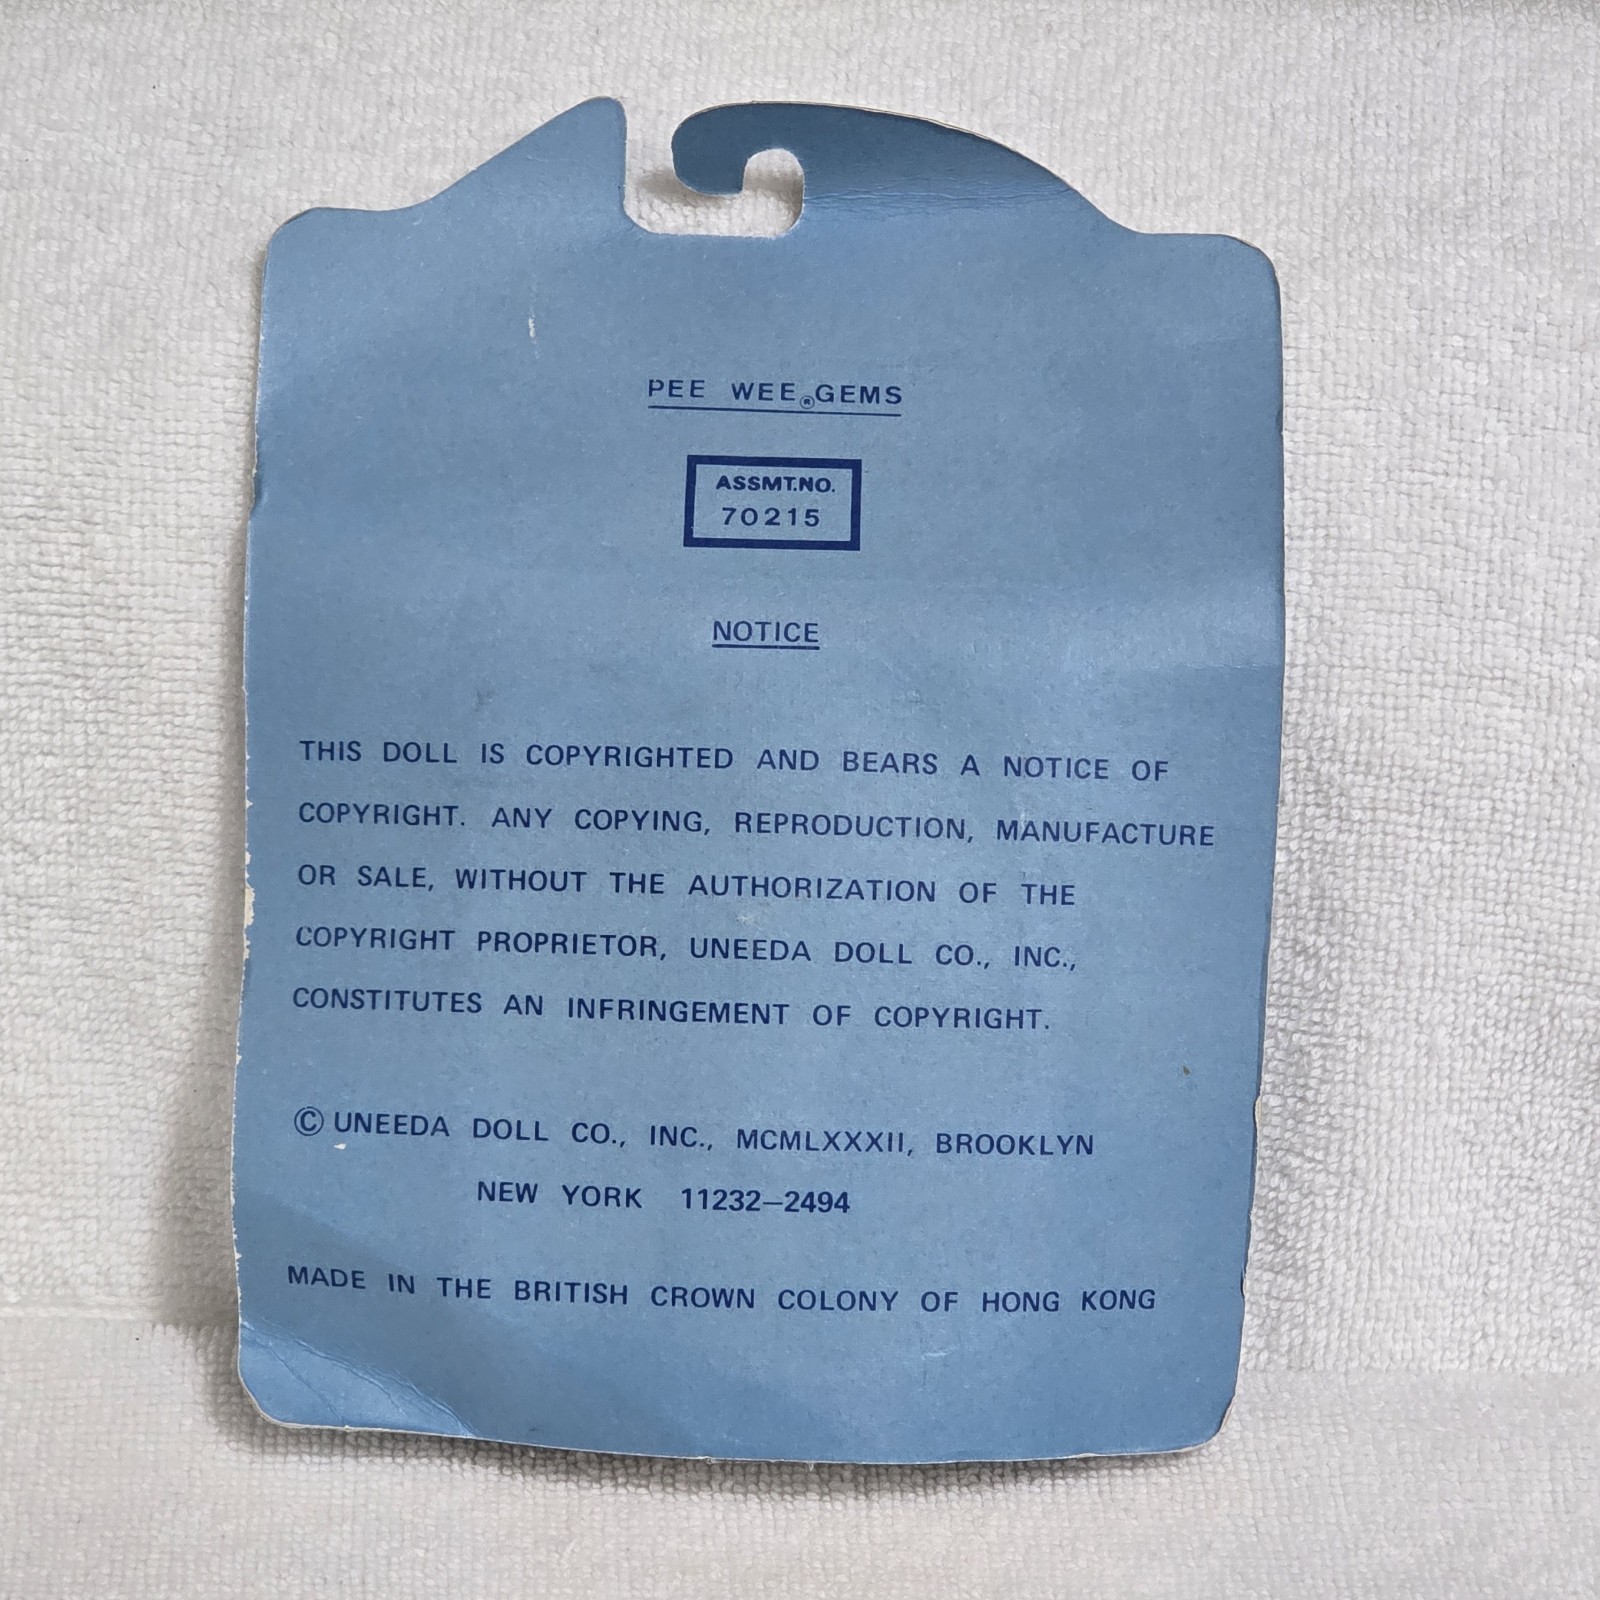 PEE WEE® GEMS
ASSMT.NO.
70215
NOTICE
THIS DOLL IS COPYRIGHTED AND BEARS A NOTICE OF
COPYRIGHT. ANY COPYING, REPRODUCTION, MANUFACTURE
OR SALE, WITHOUT THE AUTHORIZATION OF THE
COPYRIGHT PROPRIETOR, UNEEDA DOLL CO., INC.,
CONSTITUTES AN INFRINGEMENT OF COPYRIGHT.
© UNEEDA DOLL CO., INC., MCMLXXXII, BROOKLYN
NEW YORK 11232–2494
MADE IN THE BRITISH CROWN COLONY OF HONG KONG